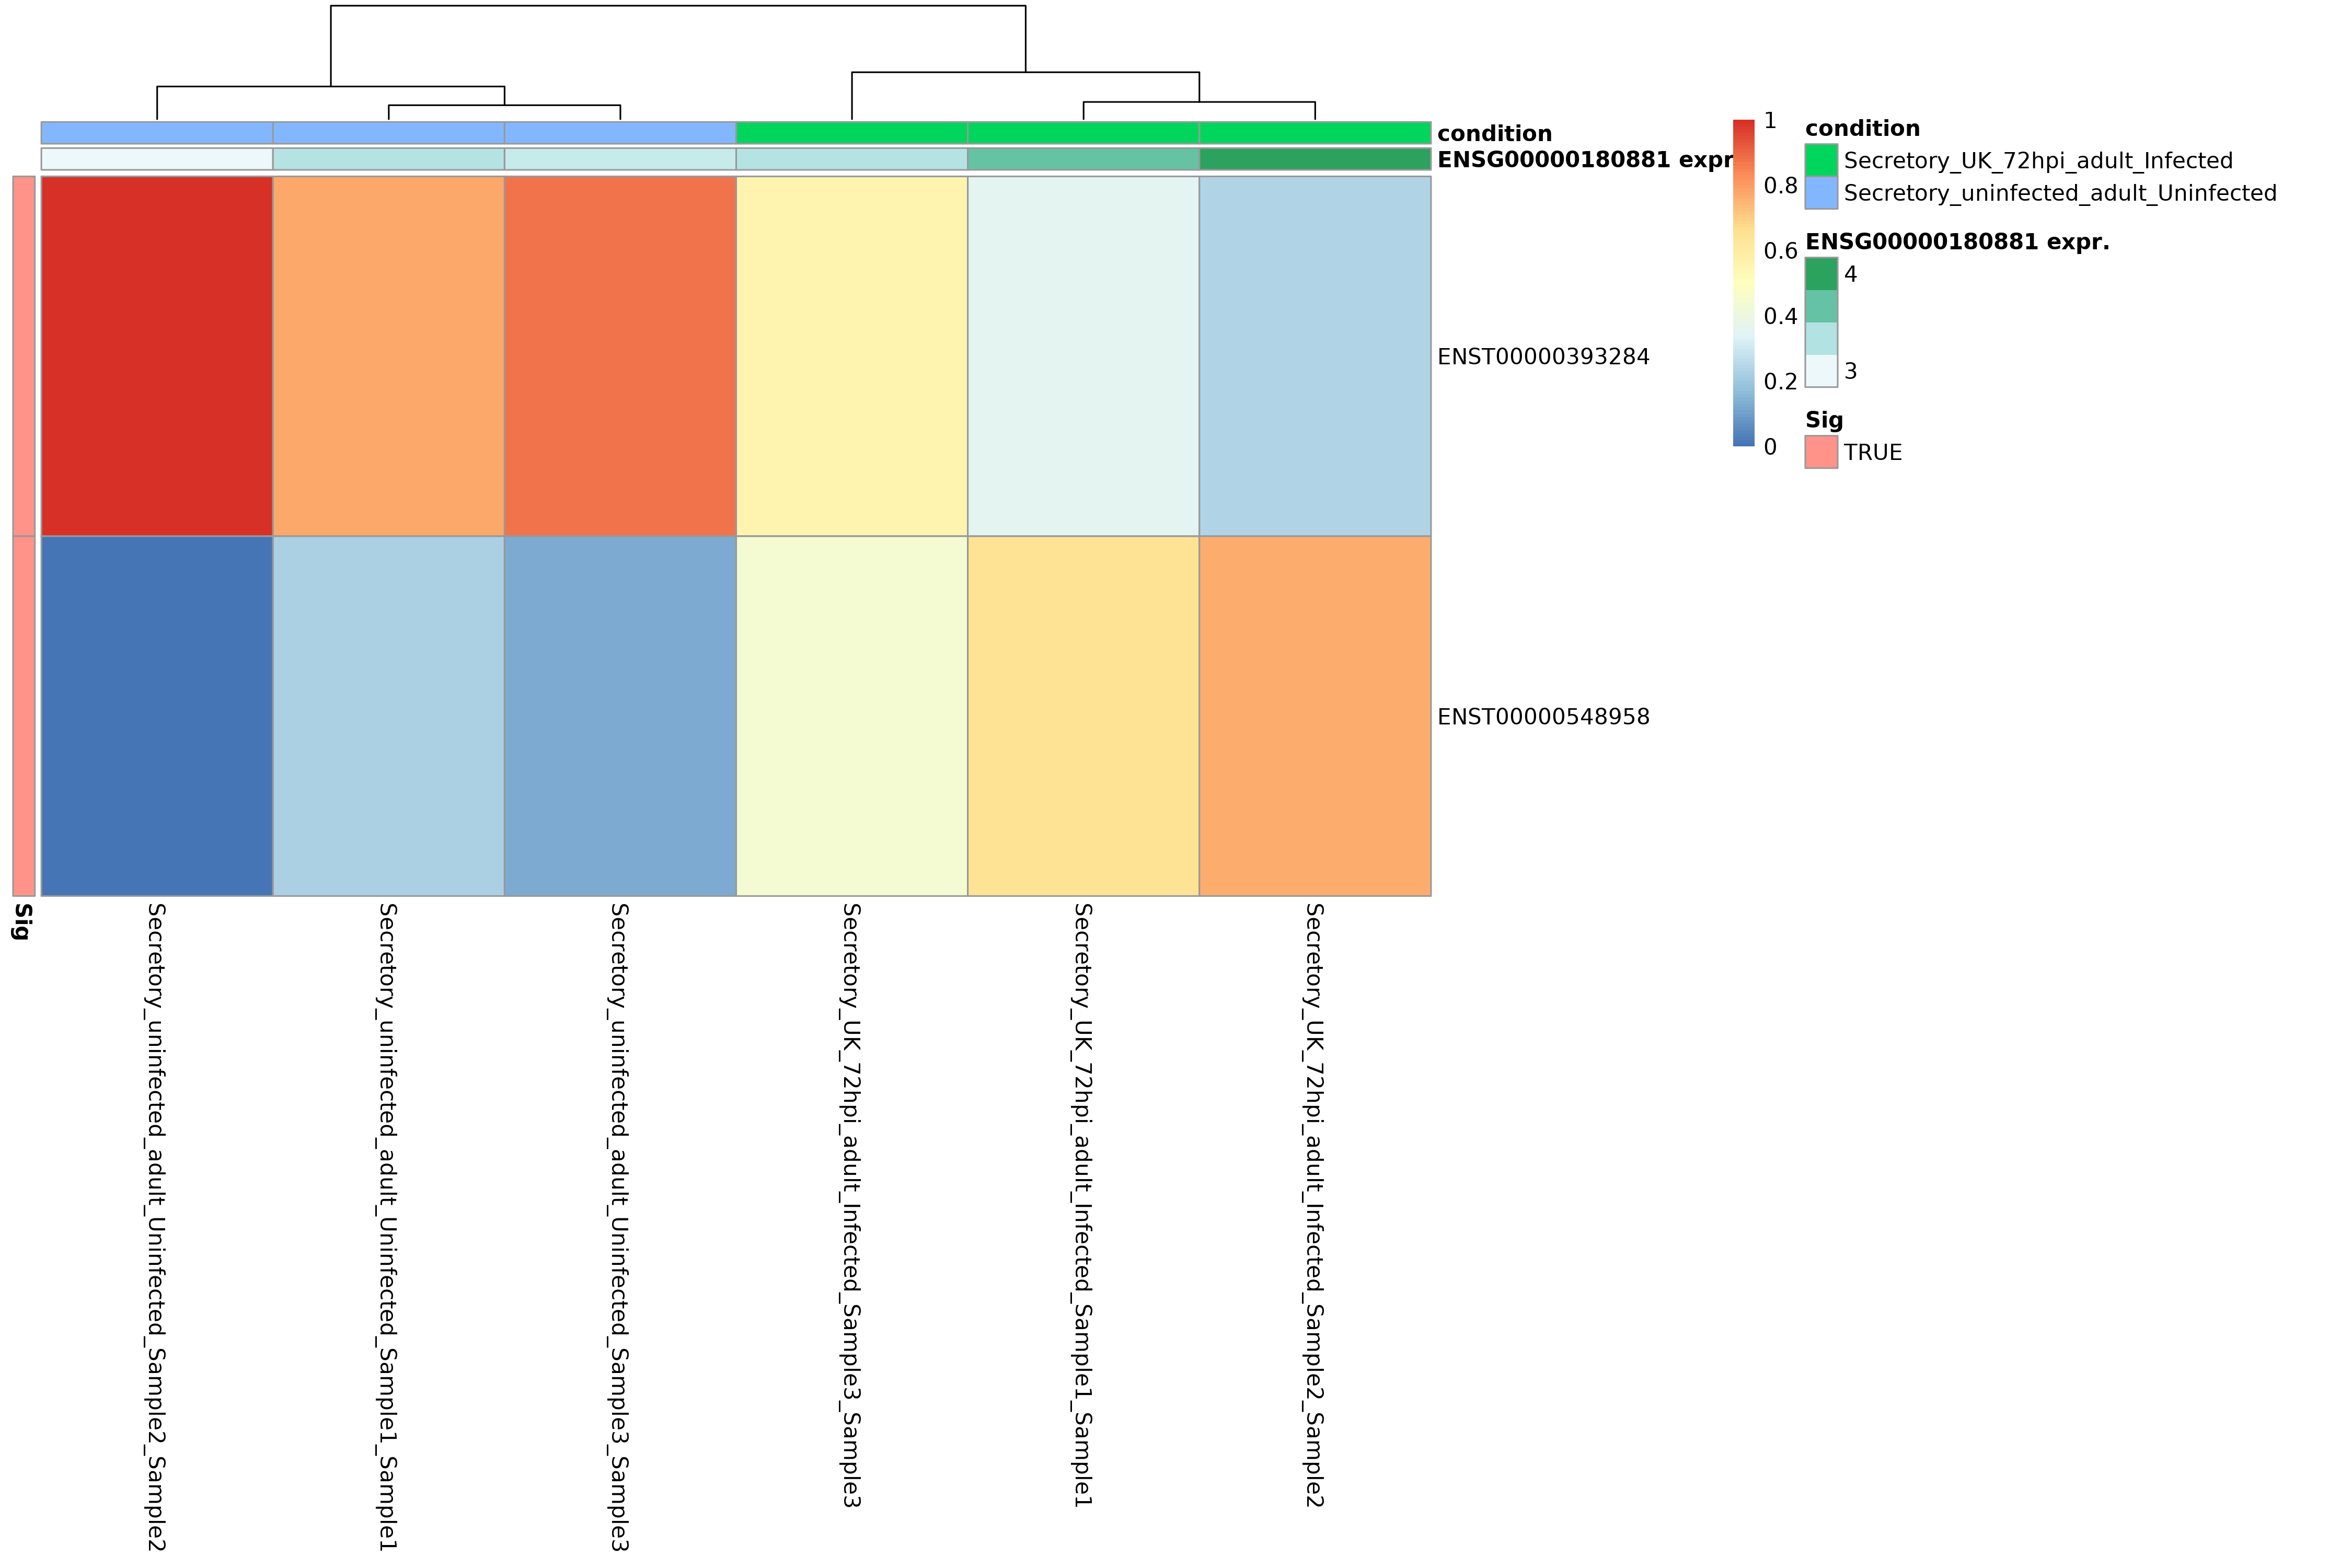 condition
ENSG00000180881 expr
ENST00000393284
ENST00000548958
Sig
Secretory_uninfected_adult_Uninfected_Sample2_Sample2
Secretory_uninfected_adult_Uninfected_Sample1_Sample1
Secretory_uninfected_adult_Uninfected_Sample3_Sample3
Secretory_UK_72hpi_adult_Infected_Sample3_Sample3
Secretory_UK_72hpi_adult_Infected_Sample1_Sample1
Secretory_UK_72hpi_adult_Infected_Sample2_Sample2
1
0.8
0.6
0.4
0.2
0
condition
Secretory_UK_72hpi_adult_Infected
Secretory_uninfected_adult_Uninfected
ENSG00000180881 expr.
4
3
Sig
TRUE